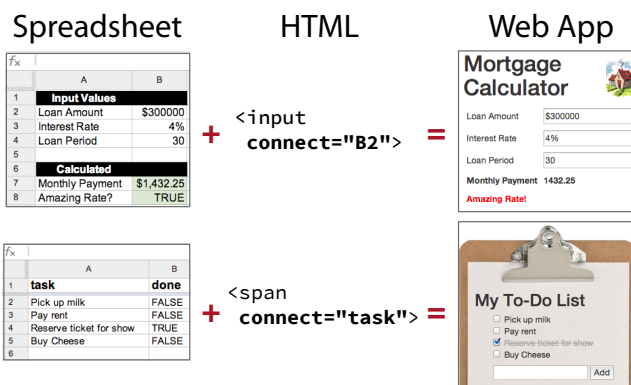 Spreadsheet HTML Web App
fx
A B
1 Input Values
2 Loan Amount $300000
3 Interest Rate 4%
4 Loan Period 30
5
6 Calculated
7 Monthly Payment $1,432.25
8 Amazing Rate? TRUE
+
<input
connect="B2">
=
Mortgage
Calculator
Loan Amount $300000
Interest Rate 4%
Loan Period 30
Monthly Payment 1432.25
Amazing Rate!
fx
A B
1 task done
2 Pick up milk FALSE
3 Pay rent FALSE
4 Reserve ticket for show TRUE
5 Buy Cheese FALSE
6
+
<span
connect="task">
=
My To-Do List
Pick up milk
Pay rent
Reserve ticket for show
Buy Cheese
Add